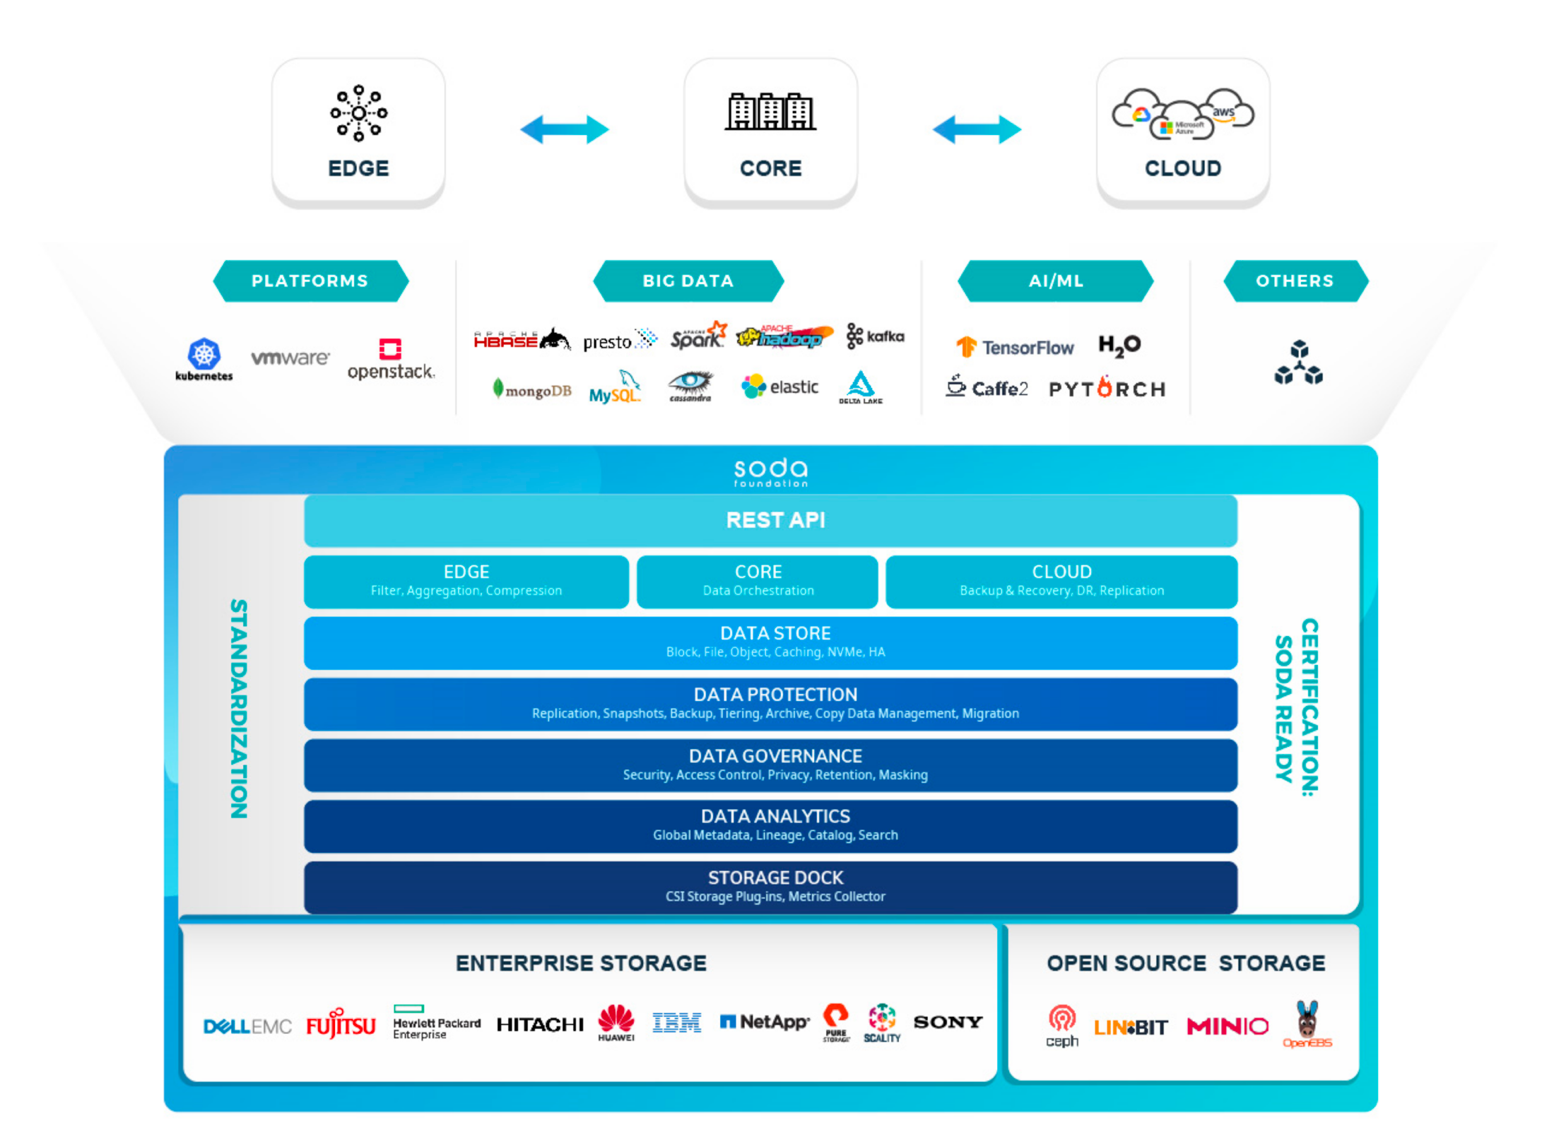 Microsoft
Azure
aws
EDGE
CORE
CLOUD
PLATFORMS
BIG DATA
AI/ML
OTHERS
kubernetes
vmware
openstack.
APACHE
HBASE
presto
APACHE
Spark
APACHE
hadoop
kafka
mongoDB
MySQL
cassandra
elastic
DELTA LAKE
TensorFlow
H2O
Caffe2
PYTORCH
soda
foundation
REST API
EDGE
Filter, Aggregation, Compression
CORE
Data Orchestration
CLOUD
Backup & Recovery, DR, Replication
DATA STORE
Block, File, Object, Caching, NVMe, HA
DATA PROTECTION
Replication, Snapshots, Backup, Tiering, Archive, Copy Data Management, Migration
DATA GOVERNANCE
Security, Access Control, Privacy, Retention, Masking
DATA ANALYTICS
Global Metadata, Lineage, Catalog, Search
STORAGE DOCK
CSI Storage Plug-ins, Metrics Collector
STANDARDIZATION
CERTIFICATION:
SODA READY
ENTERPRISE STORAGE
DELLEMC
FUJITSU
Hewlett Packard
Enterprise
HITACHI
HUAWEI
IBM
NetApp
PURE
STORAGE
SCALITY
SONY
OPEN SOURCE STORAGE
ceph
LINBIT
MINIO
OpenEBS